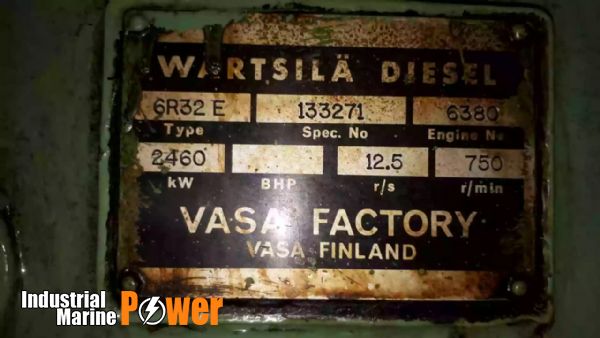 WARTSILÄ DIESEL
6R32 E 133271 6380
Type Spec. No Engine No
2460 12.5 750
kW BHP r/s r/min
VASA FACTORY
VASA FINLAND
Industrial
Marine Power